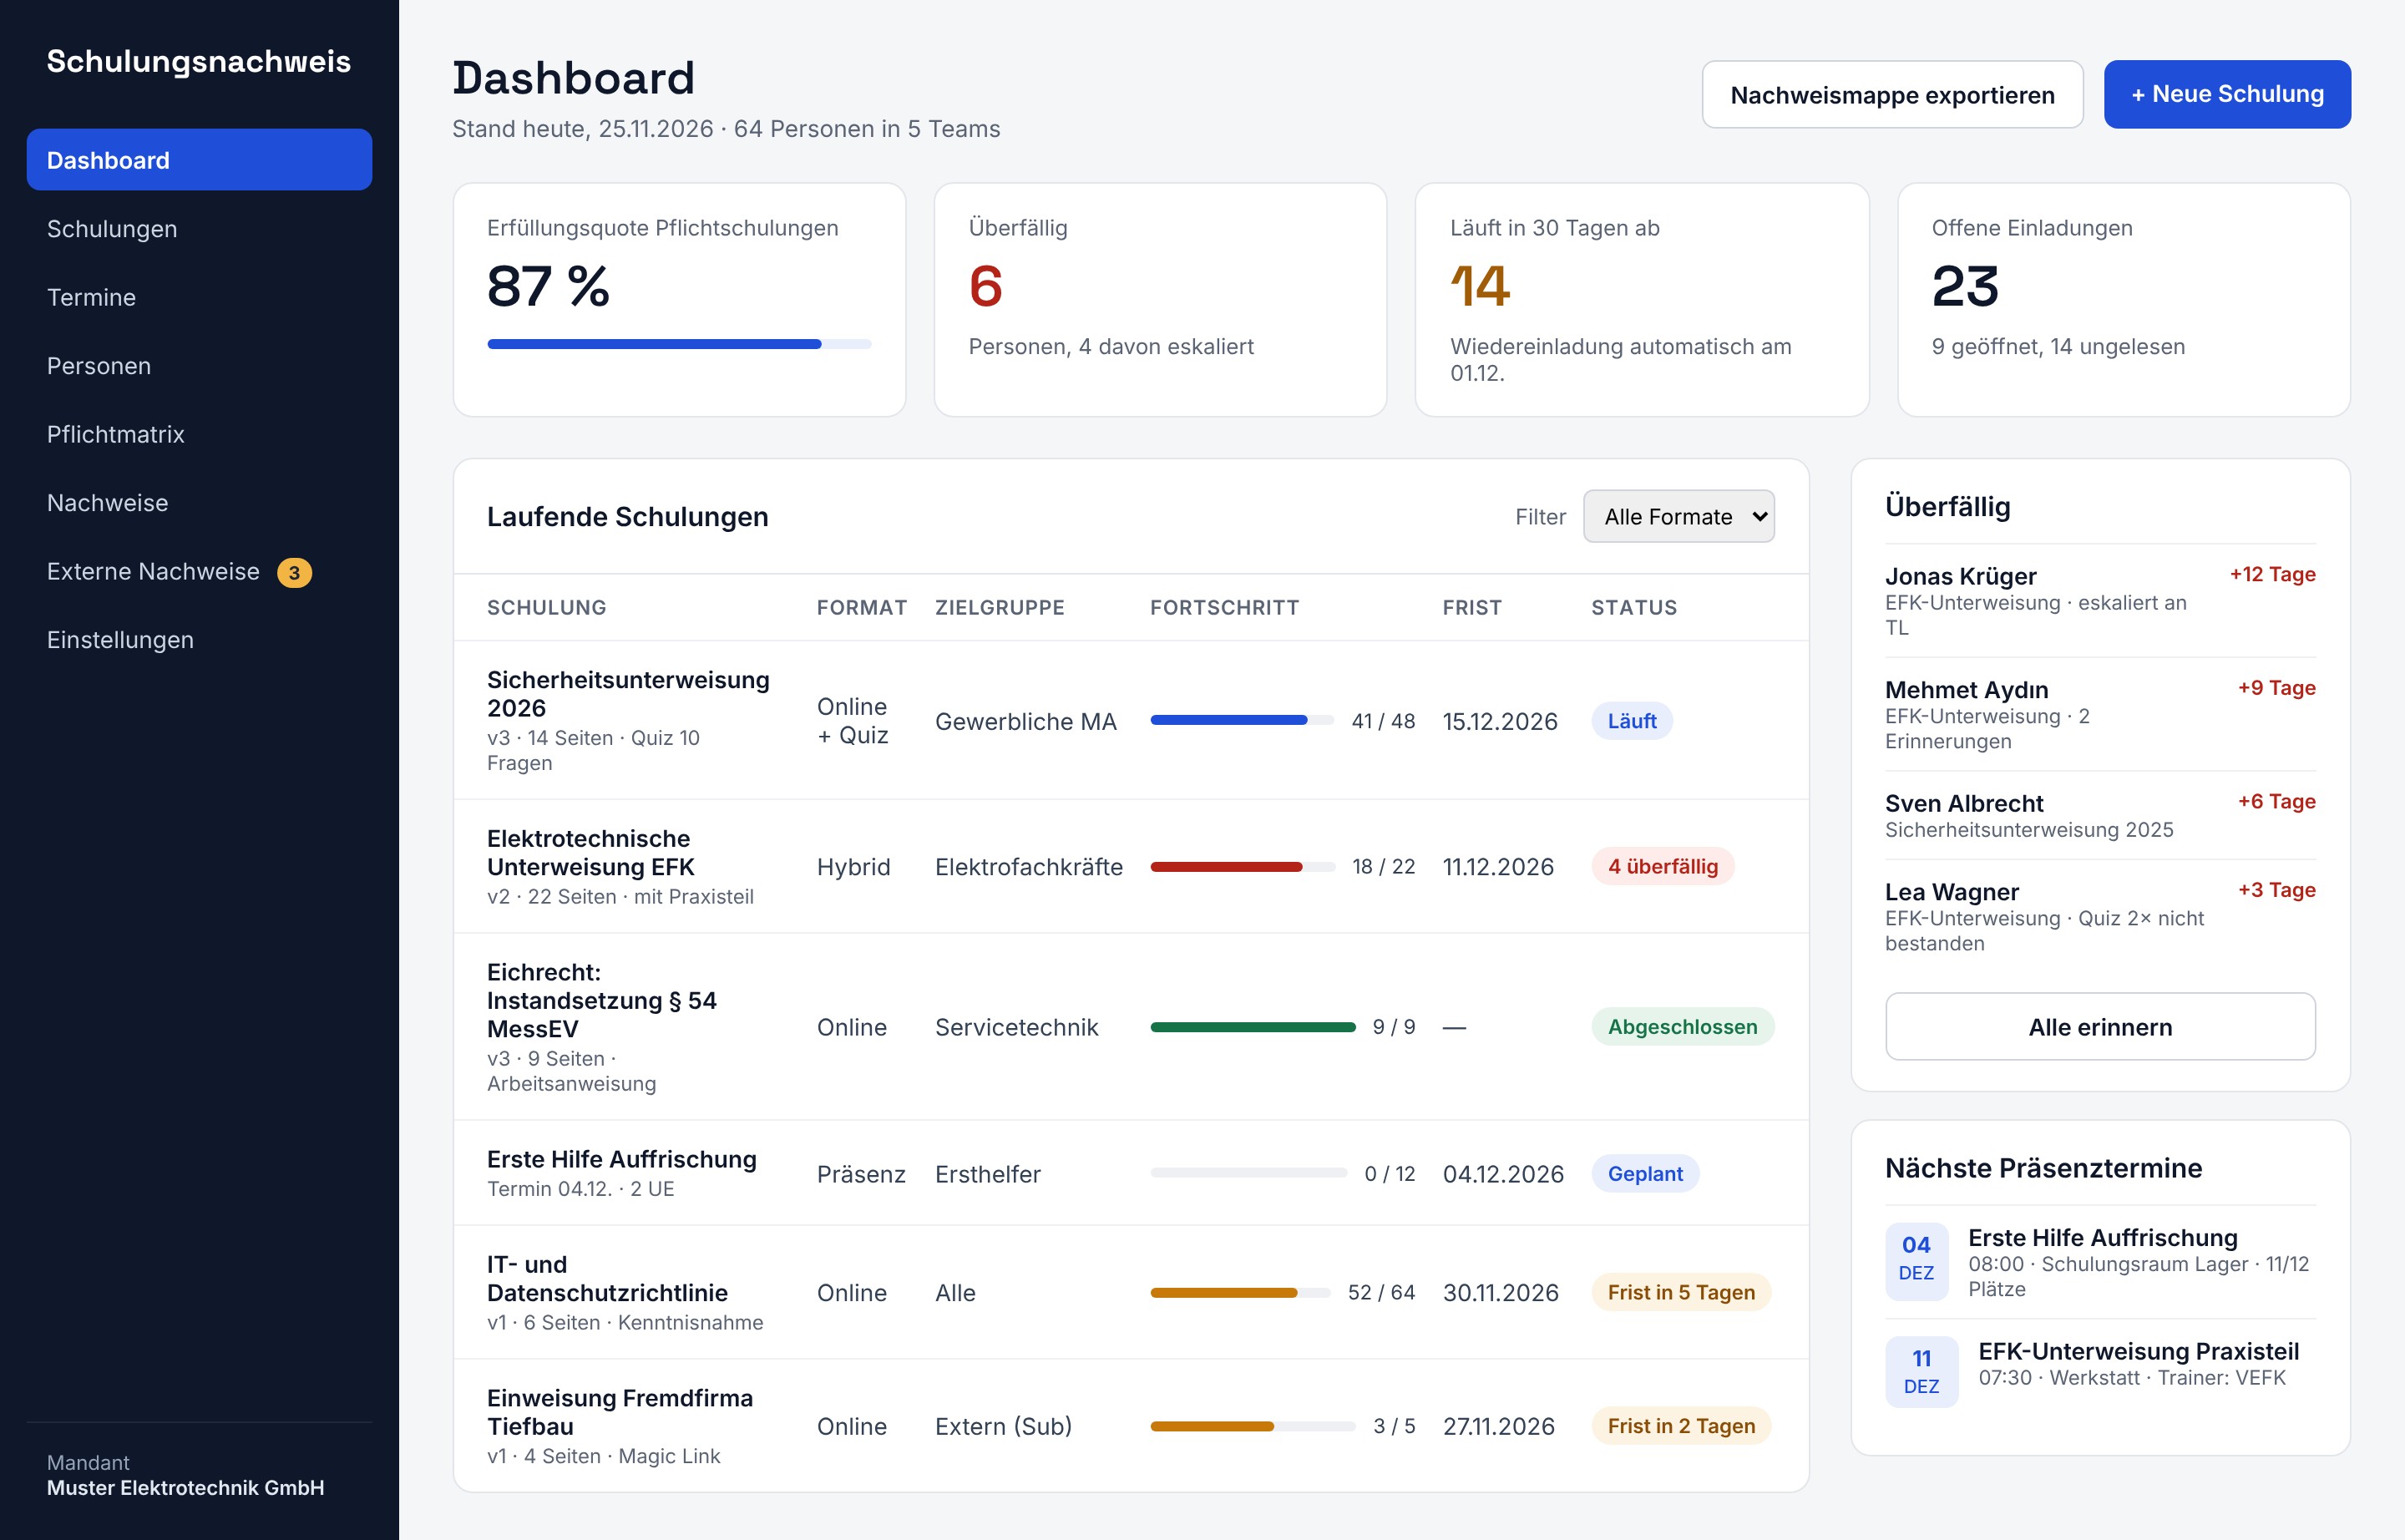 Schulungsnachweis
Dashboard
Schulungen
Termine
Personen
Pflichtmatrix
Nachweise
Externe Nachweise 3
Einstellungen
Mandant
Muster Elektrotechnik GmbH
Dashboard
Stand heute, 25.11.2026 · 64 Personen in 5 Teams
Nachweismappe exportieren
+ Neue Schulung
Erfüllungsquote Pflichtschulungen
87 %
Überfällig
6
Personen, 4 davon eskaliert
Läuft in 30 Tagen ab
14
Wiedereinladung automatisch am
01.12.
Offene Einladungen
23
9 geöffnet, 14 ungelesen
Laufende Schulungen
Filter Alle Formate
SCHULUNG FORMAT ZIELGRUPPE FORTSCHRITT FRIST STATUS
Sicherheitsunterweisung
2026
v3 · 14 Seiten · Quiz 10
Fragen
Online
+ Quiz
Gewerbliche MA
41 / 48
15.12.2026
Läuft
Elektrotechnische
Unterweisung EFK
v2 · 22 Seiten · mit Praxisteil
Hybrid
Elektrofachkräfte
18 / 22
11.12.2026
4 überfällig
Eichrecht:
Instandsetzung § 54
MessEV
v3 · 9 Seiten ·
Arbeitsanweisung
Online
Servicetechnik
9 / 9
—
Abgeschlossen
Erste Hilfe Auffrischung
Termin 04.12. · 2 UE
Präsenz
Ersthelfer
0 / 12
04.12.2026
Geplant
IT- und
Datenschutzrichtlinie
v1 · 6 Seiten · Kenntnisnahme
Online
Alle
52 / 64
30.11.2026
Frist in 5 Tagen
Einweisung Fremdfirma
Tiefbau
v1 · 4 Seiten · Magic Link
Online
Extern (Sub)
3 / 5
27.11.2026
Frist in 2 Tagen
Überfällig
Jonas Krüger
+12 Tage
EFK-Unterweisung · eskaliert an
TL
Mehmet Aydın
+9 Tage
EFK-Unterweisung · 2
Erinnerungen
Sven Albrecht
+6 Tage
Sicherheitsunterweisung 2025
Lea Wagner
+3 Tage
EFK-Unterweisung · Quiz 2× nicht
bestanden
Alle erinnern
Nächste Präsenztermine
04
DEZ
Erste Hilfe Auffrischung
08:00 · Schulungsraum Lager · 11/12
Plätze
11
DEZ
EFK-Unterweisung Praxisteil
07:30 · Werkstatt · Trainer: VEFK